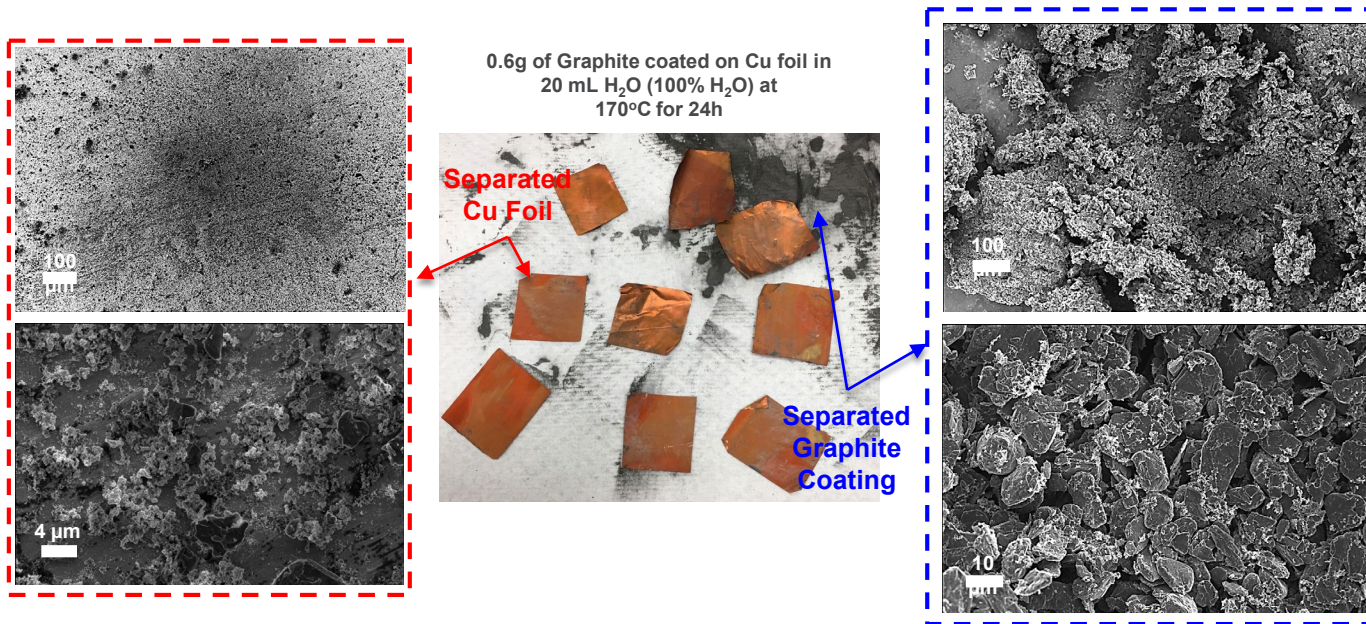 0.6g of Graphite coated on Cu foil in
20 mL H₂O (100% H₂O) at
170°C for 24h
Separated
Cu Foil
Separated
Graphite
Coating
100
µm
4 µm
100
µm
10
µm